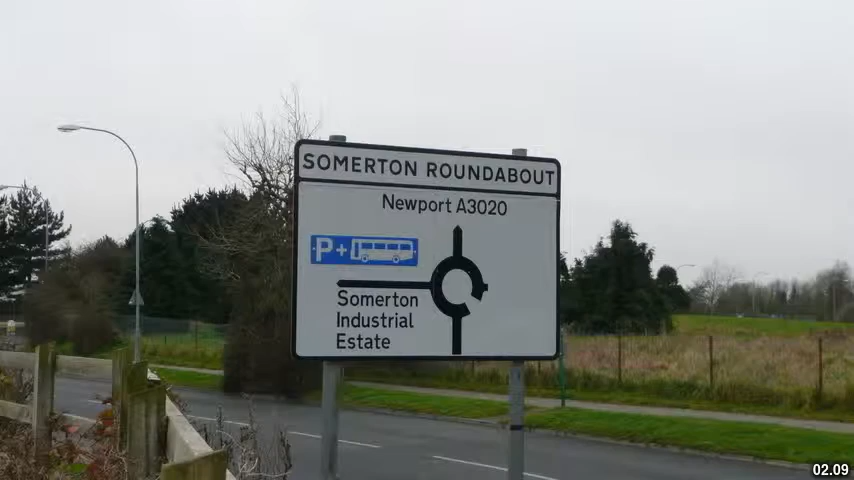 SOMERTON ROUNDABOUT
Newport A3020
P+
Somerton
Industrial
Estate
02.09